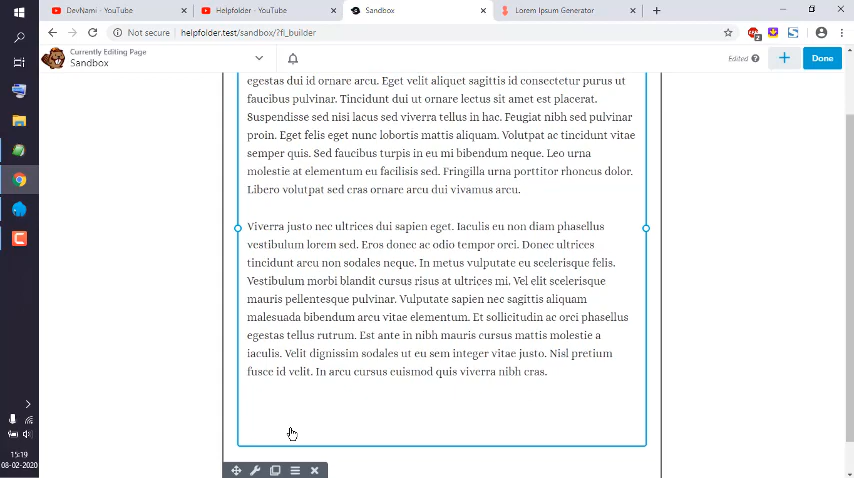 DevNami - YouTube
Helpfolder - YouTube
Sandbox
Lorem Ipsum Generator
Not secure
helpfolder.test/sandbox/?fl_builder
2
Currently Editing Page
Sandbox
Edited
Done
egestas dui id ornare arcu. Eget velit aliquet sagittis id consectetur purus ut
faucibus pulvinar. Tincidunt dui ut ornare lectus sit amet est placerat.
Suspendisse sed nisi lacus sed viverra tellus in hac. Feugiat nibh sed pulvinar
proin. Eget felis eget nunc lobortis mattis aliquam. Volutpat ac tincidunt vitae
semper quis. Sed faucibus turpis in eu mi bibendum neque. Leo urna
molestie at elementum eu facilisis sed. Fringilla urna porttitor rhoncus dolor.
Libero volutpat sed cras ornare arcu dui vivamus arcu.
Viverra justo nec ultrices dui sapien eget. Iaculis eu non diam phasellus
vestibulum lorem sed. Eros donec ac odio tempor orci. Donec ultrices
tincidunt arcu non sodales neque. In metus vulputate eu scelerisque felis.
Vestibulum morbi blandit cursus risus at ultrices mi. Vel elit scelerisque
mauris pellentesque pulvinar. Vulputate sapien nec sagittis aliquam
malesuada bibendum arcu vitae elementum. Et sollicitudin ac orci phasellus
egestas tellus rutrum. Est ante in nibh mauris cursus mattis molestie a
iaculis. Velit dignissim sodales ut eu sem integer vitae justo. Nisl pretium
fusce id velit. In arcu cursus euismod quis viverra nibh cras.
15:19
08-02-2020